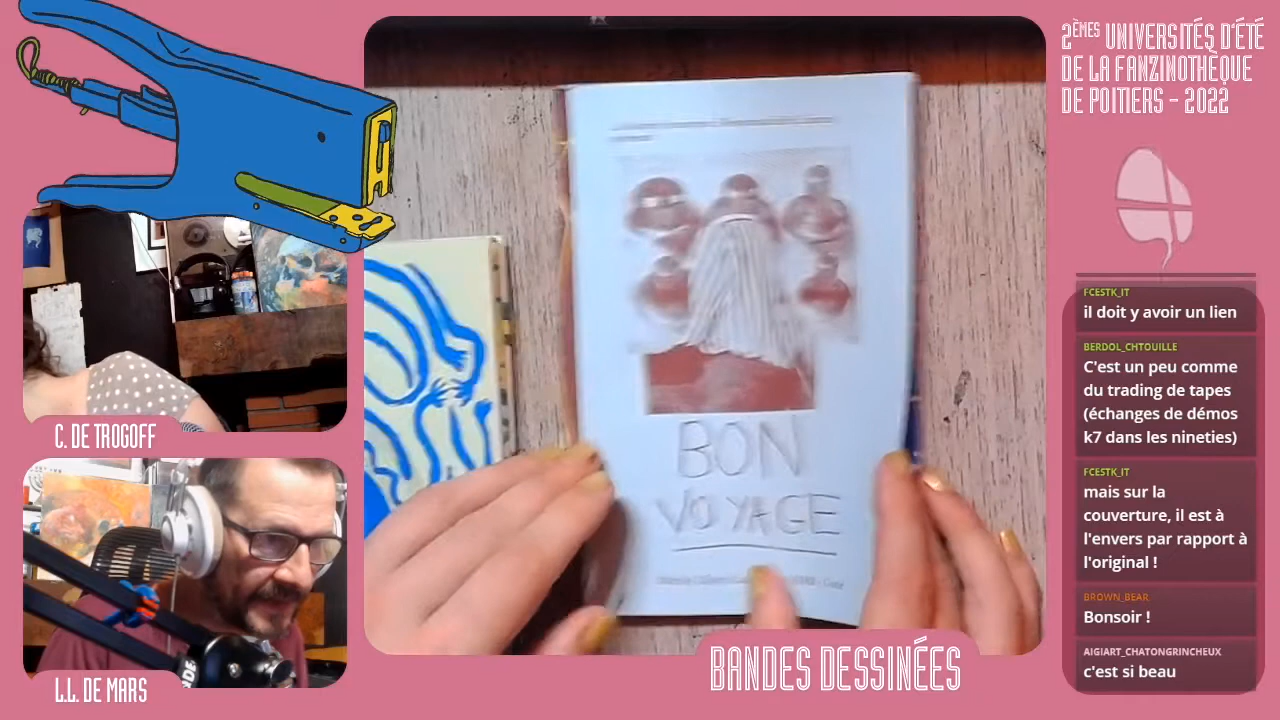 2ÈMES UNIVERSITÉS D'ÉTÉ
DE LA FANZINOTHÈQUE
DE POITIERS - 2022
BON
VOYAGE
C. DE TROGOFF
L.L. DE MARS
BANDES DESSINÉES
FCESTK_IT
il doit y avoir un lien
BERDOL_CHTOUILLE
C'est un peu comme
du trading de tapes
(échanges de démos
k7 dans les nineties)
FCESTK_IT
mais sur la
couverture, il est à
l'envers par rapport à
l'original !
BROWN_BEAR
Bonsoir !
AIGIART_CHATONGRINCHEUX
c'est si beau